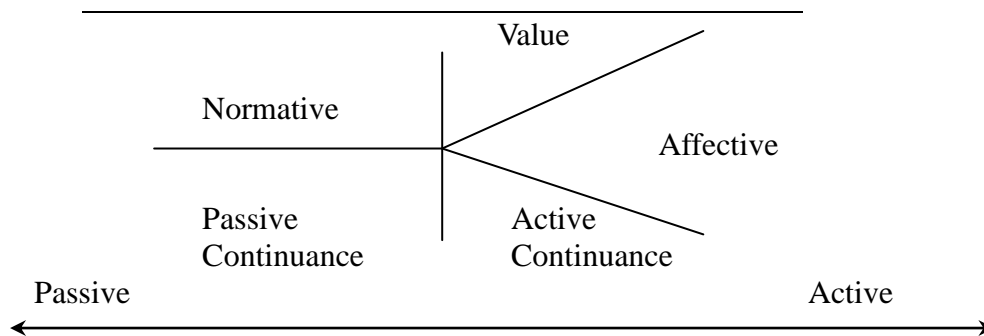 Value
Normative
Affective
Passive
Continuance
Active
Continuance
Passive
Active